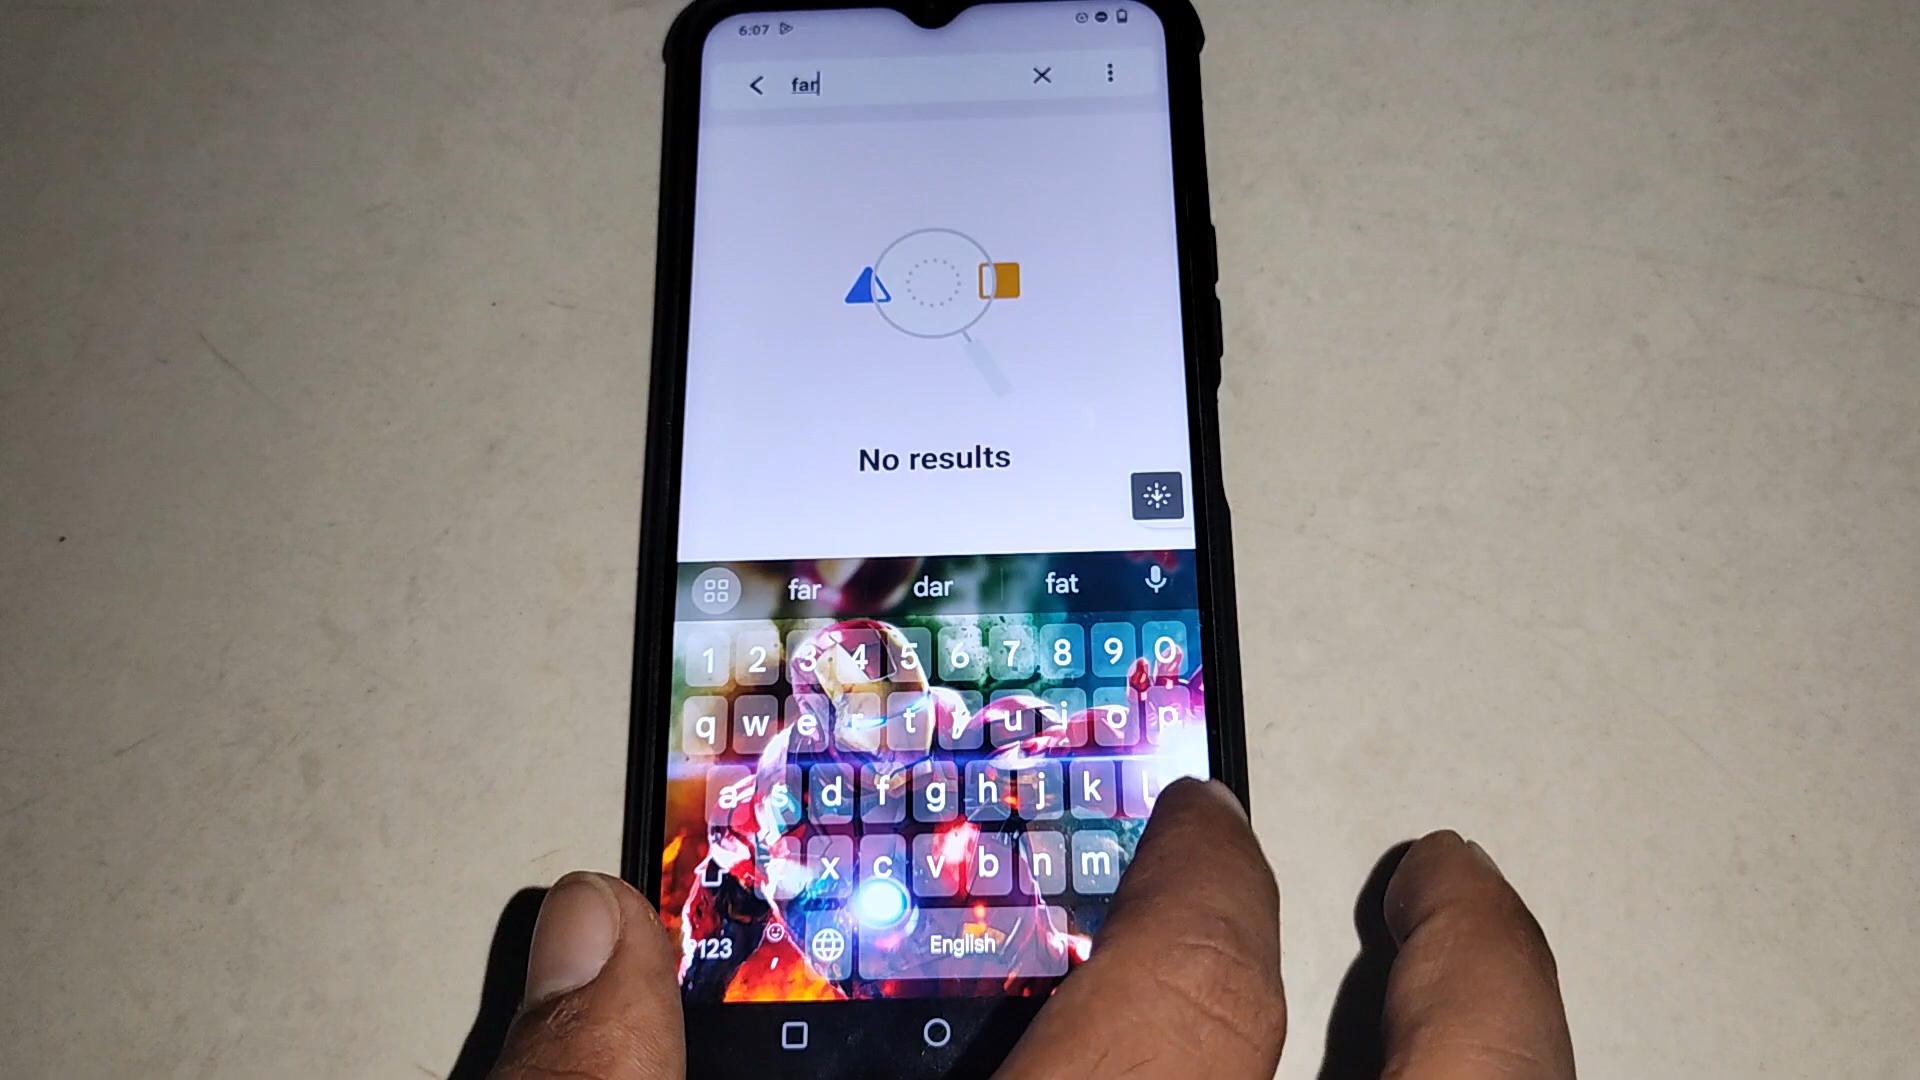 6:07
far
No results
far dar fat
1 2 3 4 5 6 7 8 9 0
q w e r t y u i o p
a s d f g h j k l
x c v b n m
?123 , English